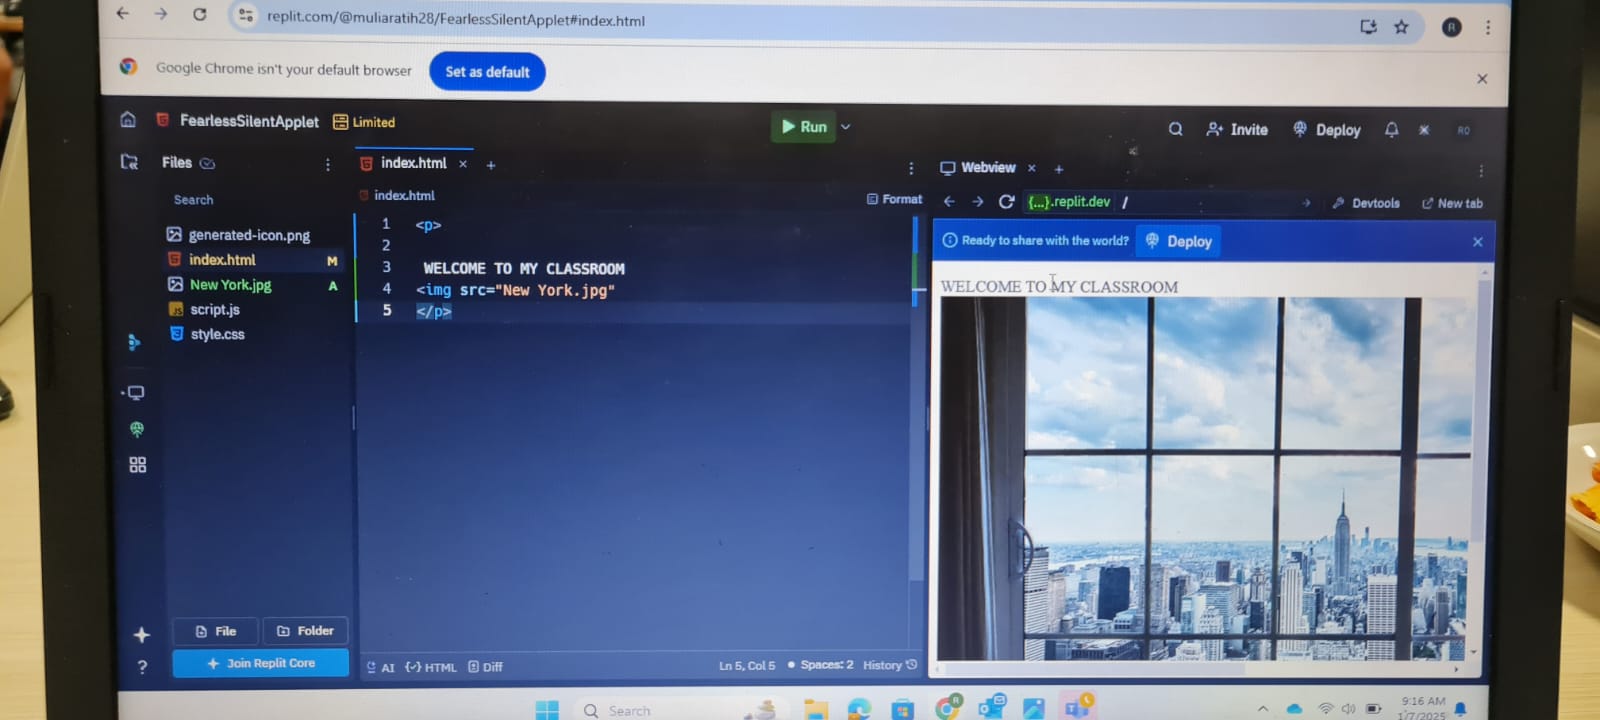 replit.com/@muliaratih28/FearlessSilentApplet#index.html
Google Chrome isn't your default browser
Set as default
FearlessSilentApplet
Limited
Run
Invite
Deploy
RO
Files
index.html
Webview
Search
index.html
Format
{...}.replit.dev /
Devtools
New tab
generated-icon.png
index.html M
New York.jpg A
script.js
style.css
1 <p>
2
3 WELCOME TO MY CLASSROOM
4 <img src="New York.jpg"
5 </p>
Ready to share with the world?
Deploy
WELCOME TO MY CLASSROOM
File
Folder
Join Replit Core
AI
HTML
Diff
Ln 5, Col 5
Spaces: 2
History
Search
9:16 AM
1/7/2025